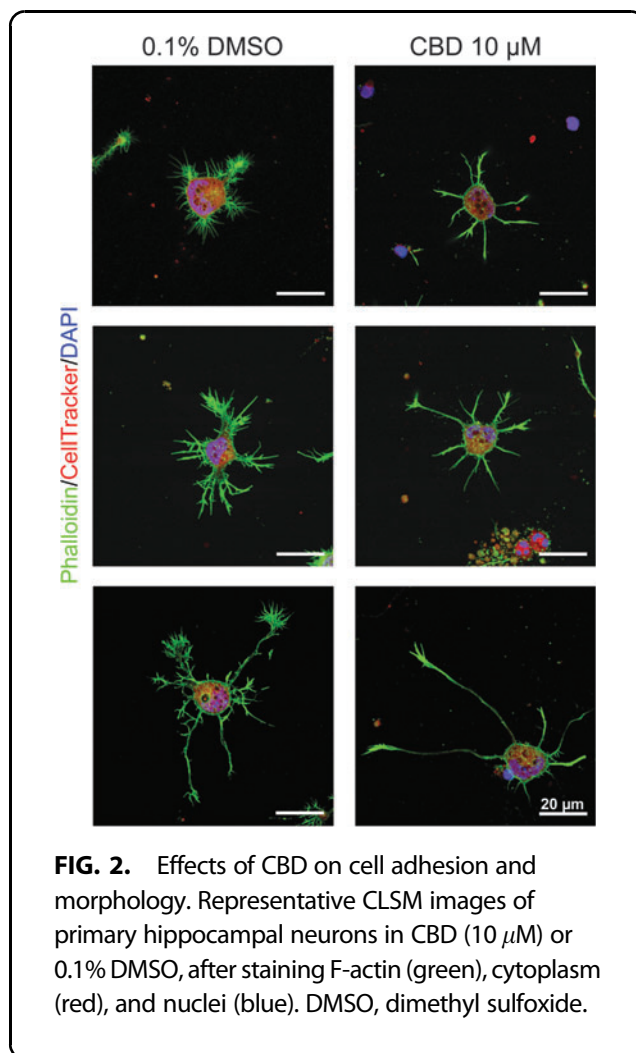 0.1% DMSO
CBD 10 µM
Phalloidin/CellTracker/DAPI
20 µm
FIG. 2. Effects of CBD on cell adhesion and
morphology. Representative CLSM images of
primary hippocampal neurons in CBD (10 μM) or
0.1% DMSO, after staining F-actin (green), cytoplasm
(red), and nuclei (blue). DMSO, dimethyl sulfoxide.